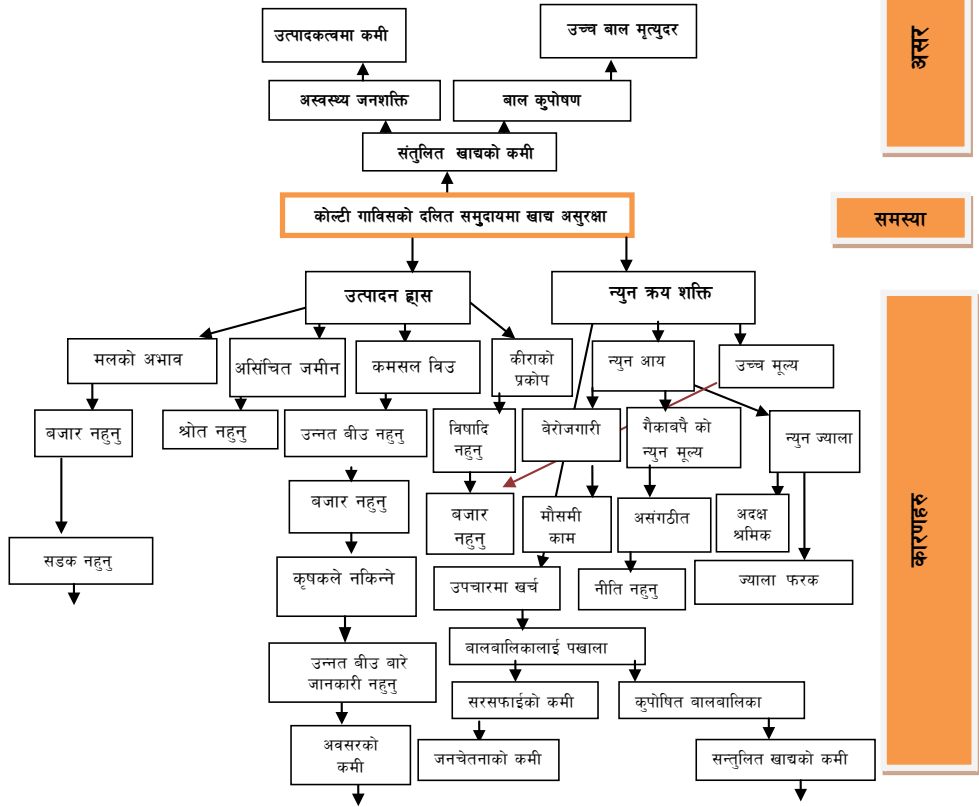 उत्पादकत्वमा कमी
उच्च बाल मृत्युदर
असर
अस्वस्थ्य जनशक्ति
बाल कुपोषण
संतुलित खाद्यको कमी
कोल्टी गाविसको दलित समुदायमा खाद्य असुरक्षा
समस्या
उत्पादन ह्रास
न्युन क्रय शक्ति
मलको अभाव
असिंचित जमीन
कमसल विउ
कीराको
प्रकोप
न्युन आय
उच्च मूल्य
बजार नहुनु
श्रोत नहुनु
उन्नत बीउ नहुनु
विषादि
नहुनु
बेरोजगारी
गैकावपै को
न्युन मूल्य
न्युन ज्याला
बजार नहुनु
बजार
नहुनु
मौसमी
काम
असंगठीत
अदक्ष
श्रमिक
कारणहरु
सडक नहुनु
कृषकले नकिन्ने
उपचारमा खर्च
नीति नहुनु
ज्याला फरक
उन्नत बीउ बारे
जानकारी नहुनु
बालबालिकालाई पखाला
सरसफाईको कमी
कुपोषित बालबालिका
अवसरको
कमी
जनचेतनाको कमी
सन्तुलित खाद्यको कमी